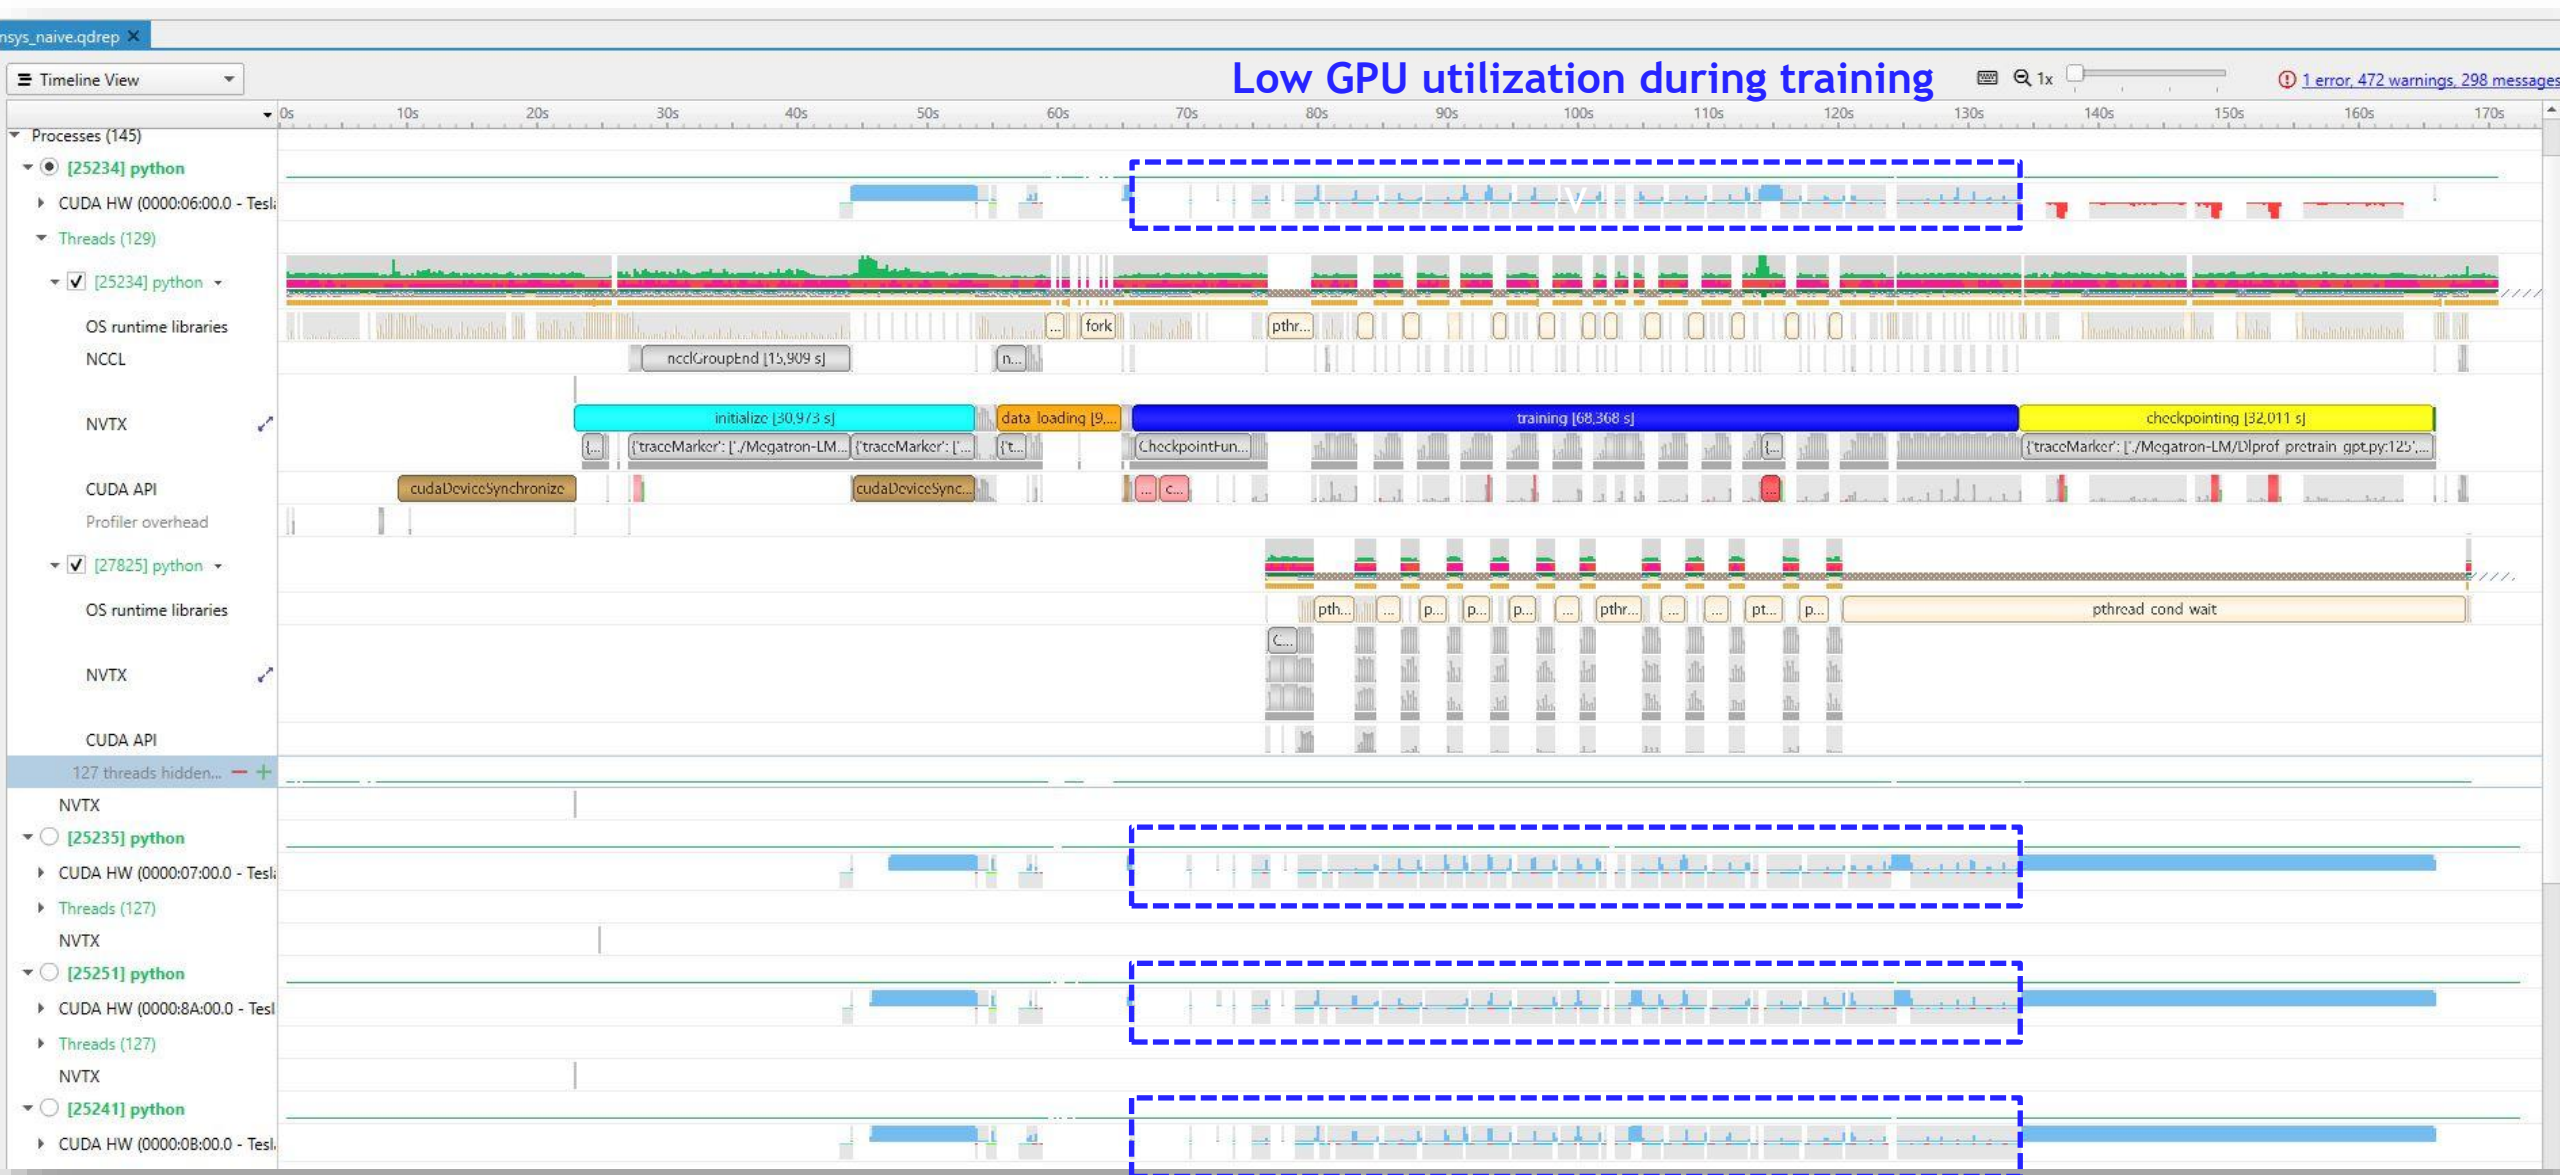 nsys_naive.qdrep ×
Timeline View
Low GPU utilization during training
1x
1 error, 472 warnings, 298 messages
0s 10s 20s 30s 40s 50s 60s 70s 80s 90s 100s 110s 120s 130s 140s 150s 160s 170s
Processes (145)
[25234] python
CUDA HW (0000:06:00.0 - Tesla
Threads (129)
[25234] python
OS runtime libraries
... fork pthr...
NCCL
ncclGroupEnd [15,909 s] n...
NVTX
initialize [30,973 s] data loading [9,... training [68,368 s] checkpointing [32,011 s]
{...} {'traceMarker': ['./Megatron-LM... {'traceMarker': ['... {'t... CheckpointFun... {... {'traceMarker': ['./Megatron-LM/Dlprof pretrain gpt.py:125',...
CUDA API
cudaDeviceSynchronize cudaDeviceSync... ... c... ...
Profiler overhead
[27825] python
OS runtime libraries
pth... ... p... p... p... ... pthr... ... ... pt... p... pthread cond wait
C...
NVTX
CUDA API
127 threads hidden... − +
NVTX
[25235] python
CUDA HW (0000:07:00.0 - Tesla
Threads (127)
NVTX
[25251] python
CUDA HW (0000:8A:00.0 - Tesl
Threads (127)
NVTX
[25241] python
CUDA HW (0000:0B:00.0 - Tesl